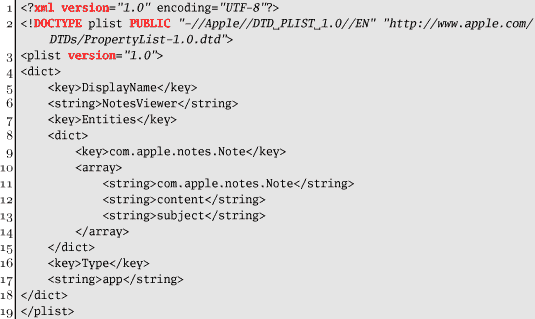 1 <?xml version="1.0" encoding="UTF-8"?>
2 <!DOCTYPE plist PUBLIC "-//Apple//DTD␣PLIST␣1.0//EN" "http://www.apple.com/
DTDs/PropertyList-1.0.dtd">
3 <plist version="1.0">
4 <dict>
5 <key>DisplayName</key>
6 <string>NotesViewer</string>
7 <key>Entities</key>
8 <dict>
9 <key>com.apple.notes.Note</key>
10 <array>
11 <string>com.apple.notes.Note</string>
12 <string>content</string>
13 <string>subject</string>
14 </array>
15 </dict>
16 <key>Type</key>
17 <string>app</string>
18 </dict>
19 </plist>